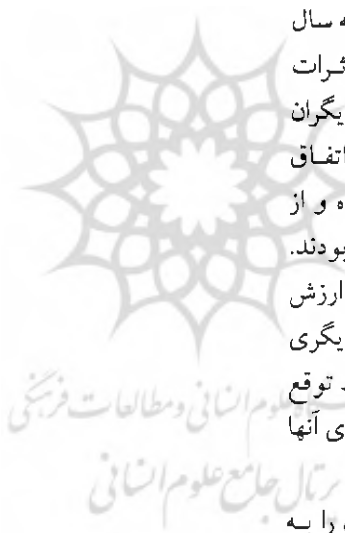 ه سال
ثرات
یگران
اتفاق
ه و از
بودند.
ارزش
یگری
توقع
علوم انسانی و مطالعات فرهنگی
ی آنها
پرتال جامع علوم انسانی
را به